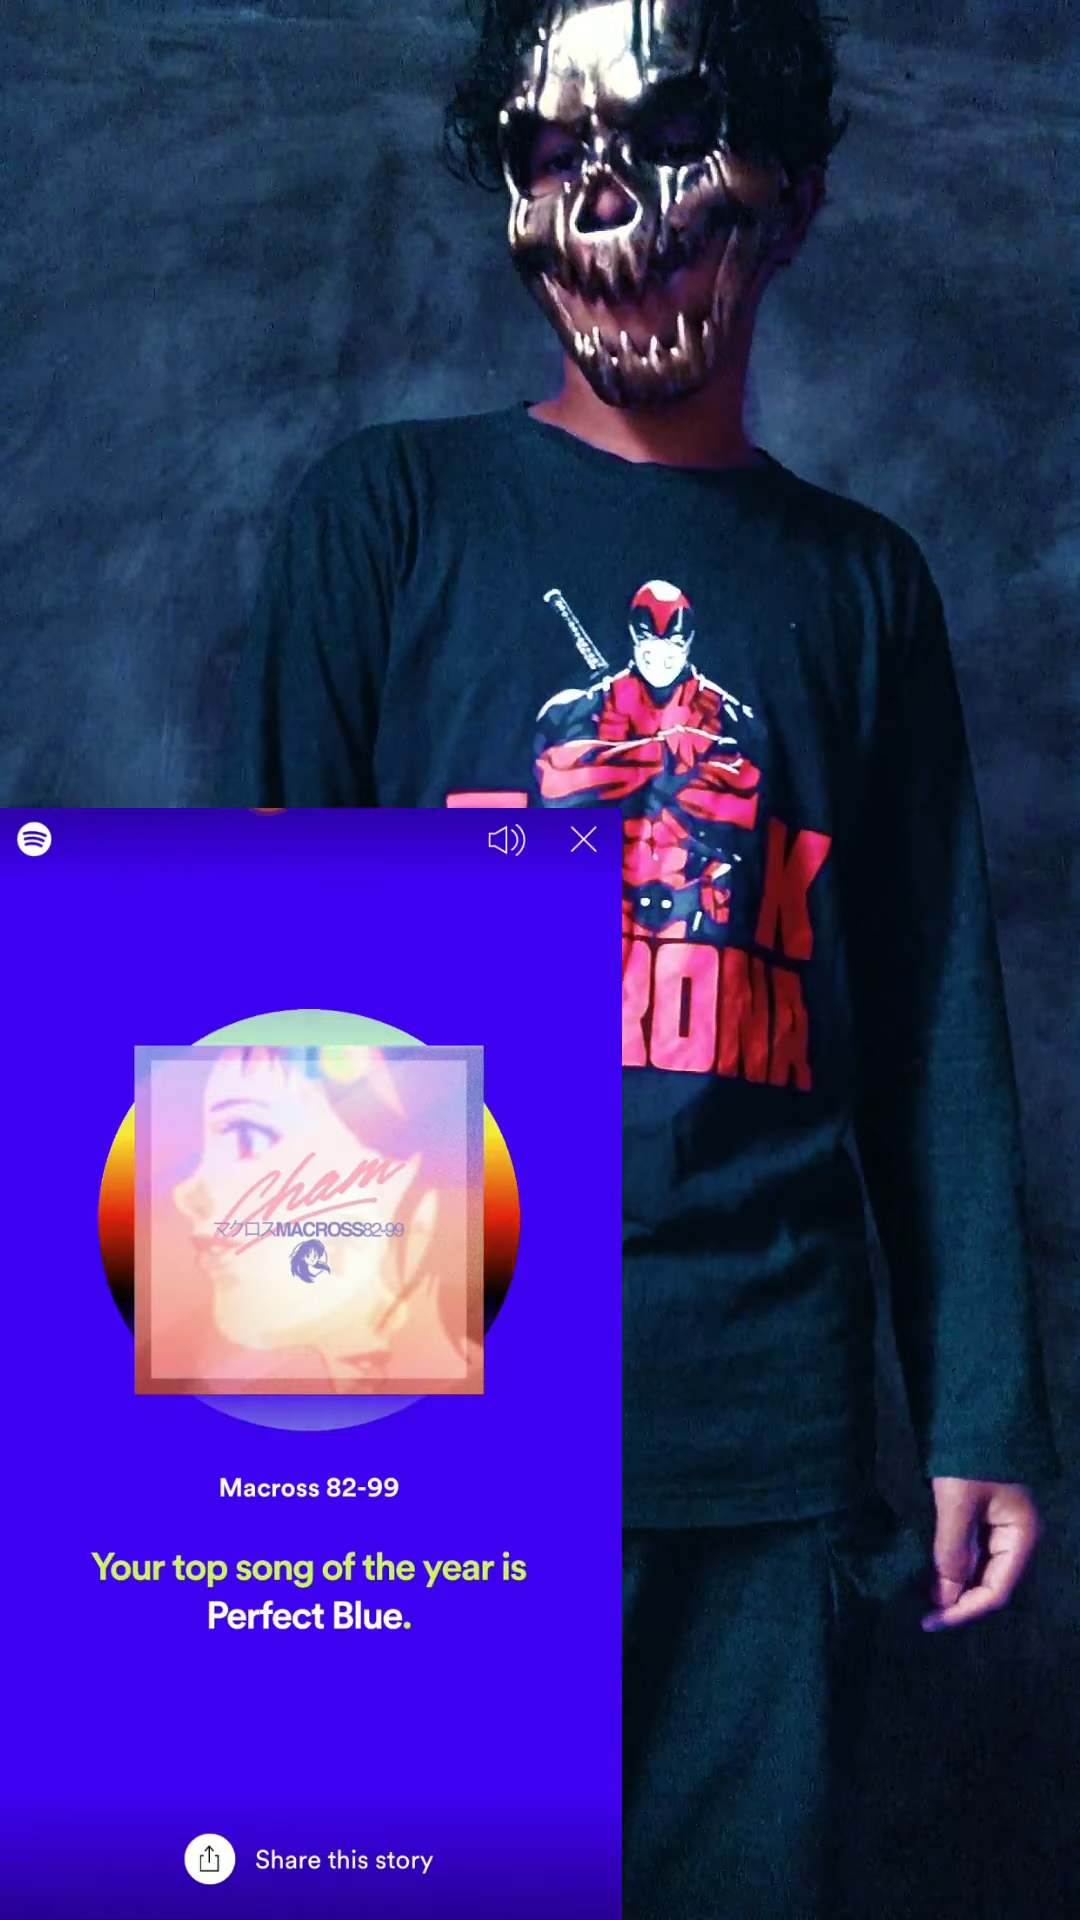 K
RONA
Cham
マクロスMACROSS82-99
Macross 82-99
Your top song of the year is
Perfect Blue.
Share this story